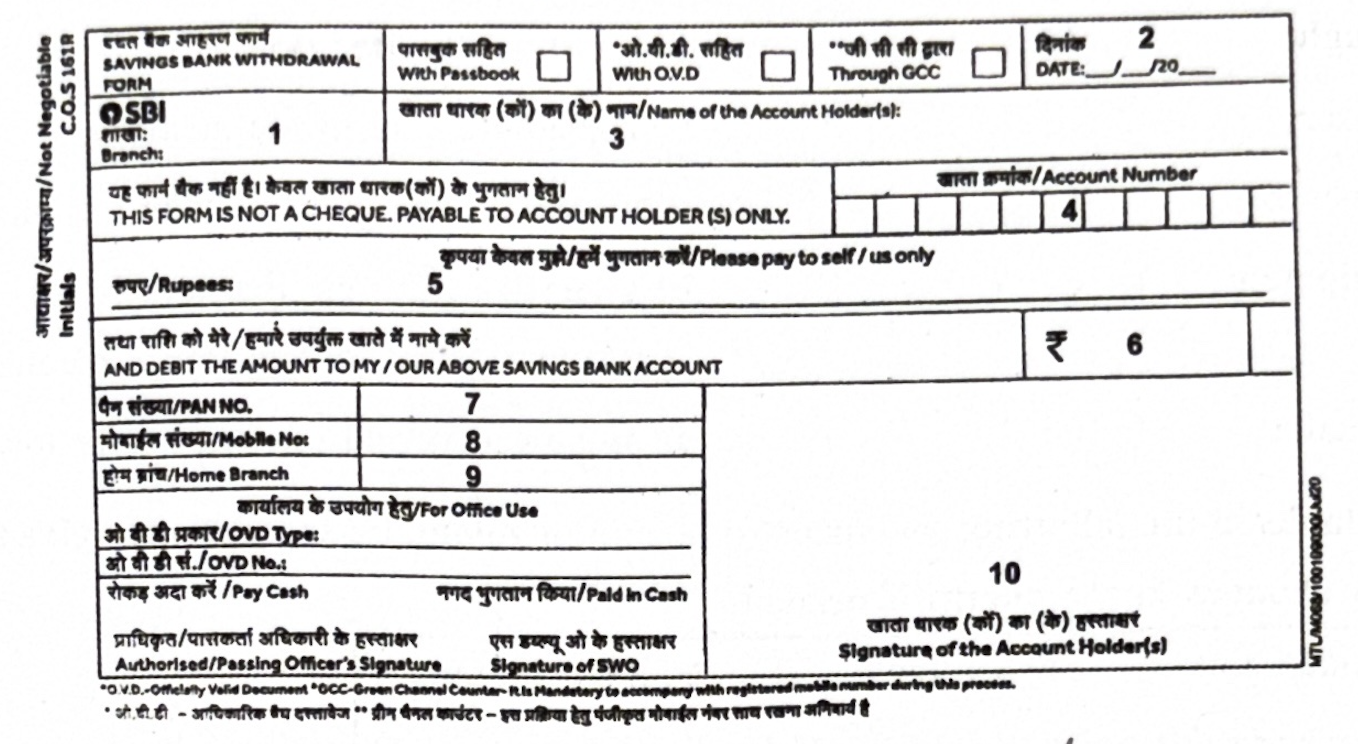 बचत बैंक आहरण फार्म
SAVINGS BANK WITHDRAWAL
FORM
पासबुक सहित
With Passbook
*ओ.वी.डी. सहित
With O.V.D
**जी सी सी द्वारा
Through GCC
दिनांक 2
DATE:__/__/20___
SBI
शाखा:
Branch:
1
खाता धारक (कों) का (के) नाम/Name of the Account Holder(s):
3
यह फार्म चैक नहीं है। केवल खाता धारक(कों) के भुगतान हेतु।
THIS FORM IS NOT A CHEQUE. PAYABLE TO ACCOUNT HOLDER (S) ONLY.
खाता क्रमांक/Account Number
4
कृपया केवल मुझे/हमें भुगतान करें/Please pay to self / us only
रुपए/Rupees: 5
तथा राशि को मेरे/हमारे उपर्युक्त खाते में नामे करें
AND DEBIT THE AMOUNT TO MY / OUR ABOVE SAVINGS BANK ACCOUNT
₹ 6
पैन संख्या/PAN NO. 7
मोबाईल संख्या/Mobile No: 8
होम ब्रांच/Home Branch 9
कार्यालय के उपयोग हेतु/For Office Use
ओ वी डी प्रकार/OVD Type:
ओ वी डी सं./OVD No.:
रोकड़ अदा करें /Pay Cash
नगद भुगतान किया/Paid in Cash
प्राधिकृत/पासकर्ता अधिकारी के हस्ताक्षर
Authorised/Passing Officer's Signature
एस डब्ल्यू ओ के हस्ताक्षर
Signature of SWO
10
खाता धारक (कों) का (के) हस्ताक्षर
Signature of the Account Holder(s)
*O.V.D.-Officially Valid Document *GCC-Green Channel Counter- It is Mandatory to accompany with registered mobile number during this process.
* ओ.वी.डी. - आधिकारिक वैध दस्तावेज ** ग्रीन चैनल काउंटर - इस प्रक्रिया हेतु पंजीकृत मोबाईल नंबर साथ रखना अनिवार्य है
आद्याक्षर/अपरक्राम्य/Not Negotiable
Initials
C.O.S 161R